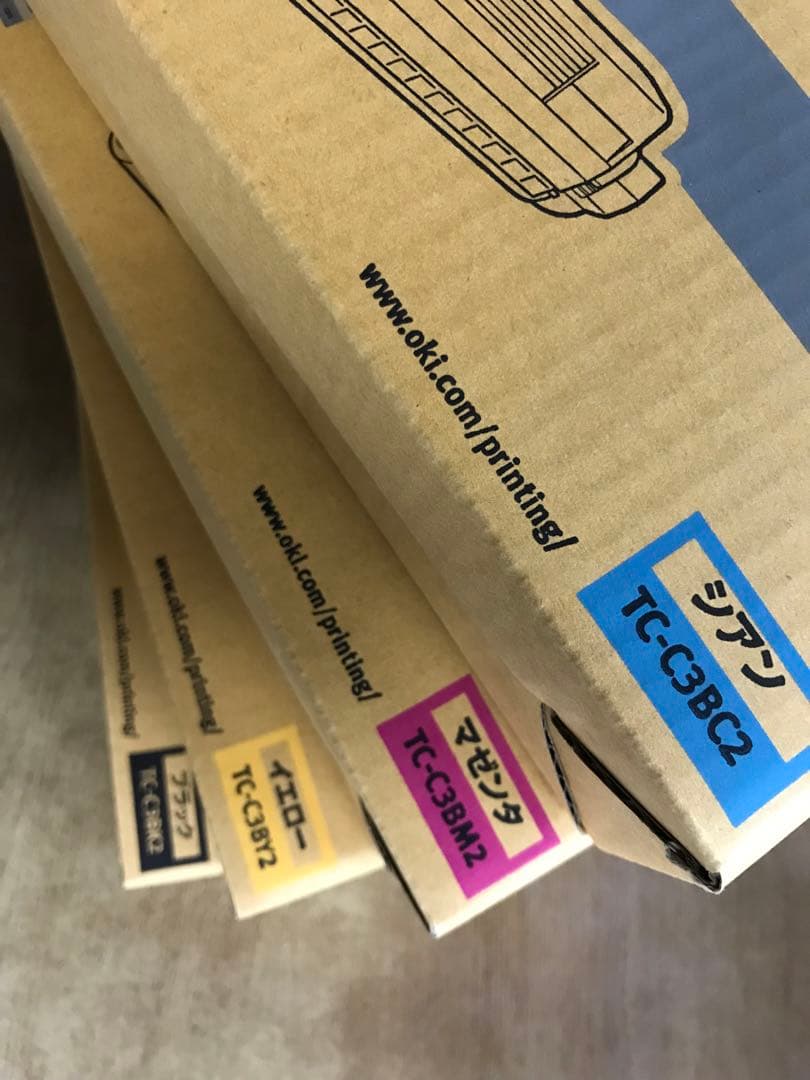 www.oki.com/printing/
シアン
TC-C3BC2
www.oki.com/printing/
マゼンタ
TC-C3BM2
www.oki.com/printing/
イエロー
TC-C3BY2
www.oki.com/printing/
ブラック
TC-C3BK2